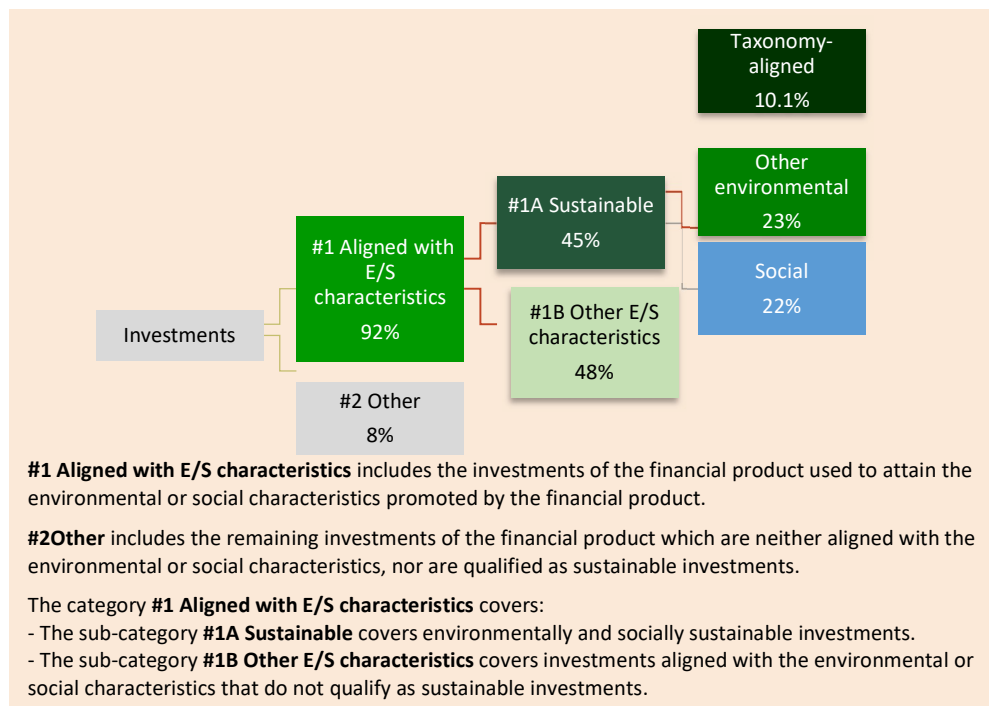 Taxonomy-
aligned
10.1%
Other
environmental
23%
#1A Sustainable
45%
#1 Aligned with
E/S
characteristics
92%
Social
22%
#1B Other E/S
characteristics
48%
Investments
#2 Other
8%
#1 Aligned with E/S characteristics includes the investments of the financial product used to attain the
environmental or social characteristics promoted by the financial product.
#2Other includes the remaining investments of the financial product which are neither aligned with the
environmental or social characteristics, nor are qualified as sustainable investments.
The category #1 Aligned with E/S characteristics covers:
- The sub-category #1A Sustainable covers environmentally and socially sustainable investments.
- The sub-category #1B Other E/S characteristics covers investments aligned with the environmental or
social characteristics that do not qualify as sustainable investments.